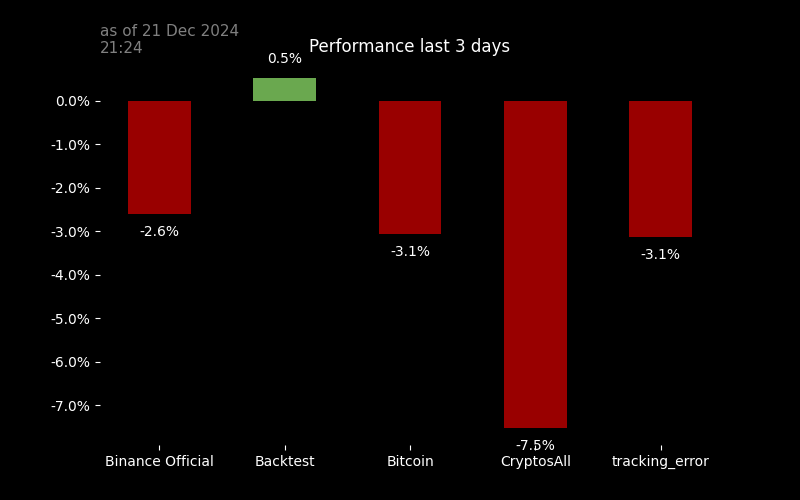 as of 21 Dec 2024
21:24
Performance last 3 days
0.5%
0.0%
-1.0%
-2.0%
-3.0%
-4.0%
-5.0%
-6.0%
-7.0%
-2.6%
-3.1%
-7.5%
-3.1%
Binance Official
Backtest
Bitcoin
CryptosAll
tracking_error